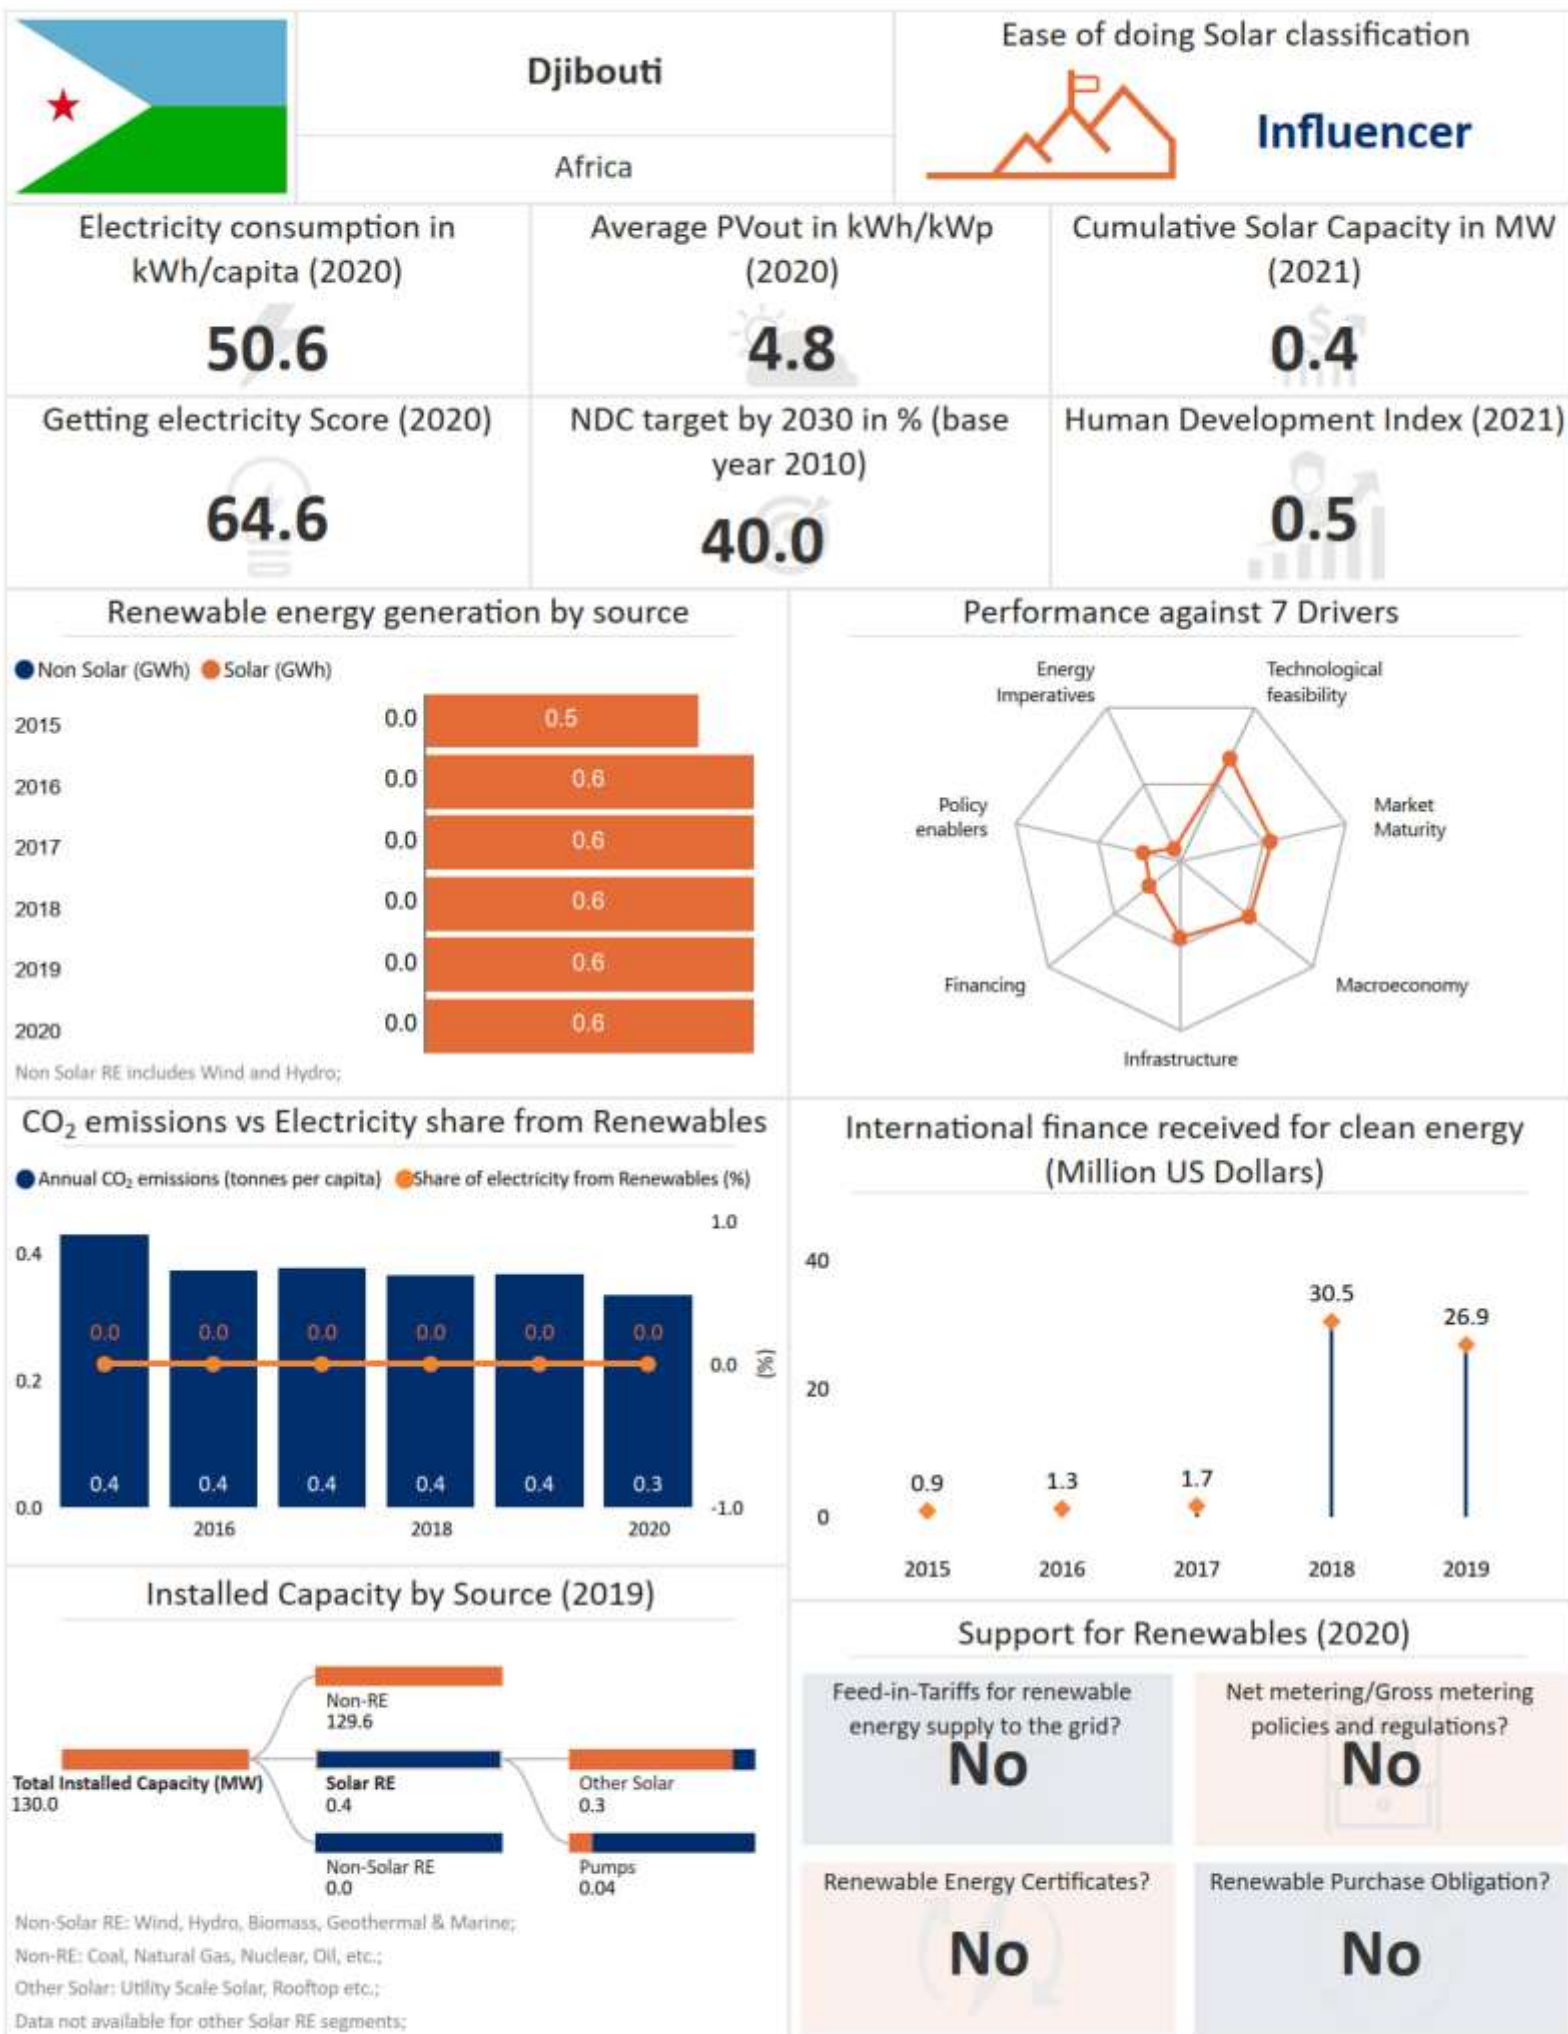 Djibouti
Africa
Ease of doing Solar classification
Influencer
Electricity consumption in
kWh/capita (2020)
50.6
Average PVout in kWh/kWp
(2020)
4.8
Cumulative Solar Capacity in MW
(2021)
0.4
Getting electricity Score (2020)
64.6
NDC target by 2030 in % (base
year 2010)
40.0
Human Development Index (2021)
0.5
Renewable energy generation by source
Non Solar (GWh) Solar (GWh)
2015 0.0 0.5
2016 0.0 0.6
2017 0.0 0.6
2018 0.0 0.6
2019 0.0 0.6
2020 0.0 0.6
Non Solar RE includes Wind and Hydro;
Performance against 7 Drivers
Energy
Imperatives
Technological
feasibility
Policy
enablers
Market
Maturity
Financing
Macroeconomy
Infrastructure
CO₂ emissions vs Electricity share from Renewables
Annual CO₂ emissions (tonnes per capita) Share of electricity from Renewables (%)
1.0
0.4
0.0 0.0 0.0 0.0 0.0 0.0
0.0 (%)
0.2
0.4 0.4 0.4 0.4 0.4 0.3
0.0 -1.0
2016 2018 2020
International finance received for clean energy
(Million US Dollars)
40
30.5
26.9
20
0.9 1.3 1.7
0
2015 2016 2017 2018 2019
Installed Capacity by Source (2019)
Non-RE
129.6
Total Installed Capacity (MW)
130.0
Solar RE
0.4
Other Solar
0.3
Non-Solar RE
0.0
Pumps
0.04
Non-Solar RE: Wind, Hydro, Biomass, Geothermal & Marine;
Non-RE: Coal, Natural Gas, Nuclear, Oil, etc.;
Other Solar: Utility Scale Solar, Rooftop etc.;
Data not available for other Solar RE segments;
Support for Renewables (2020)
Feed-in-Tariffs for renewable
energy supply to the grid?
No
Net metering/Gross metering
policies and regulations?
No
Renewable Energy Certificates?
No
Renewable Purchase Obligation?
No